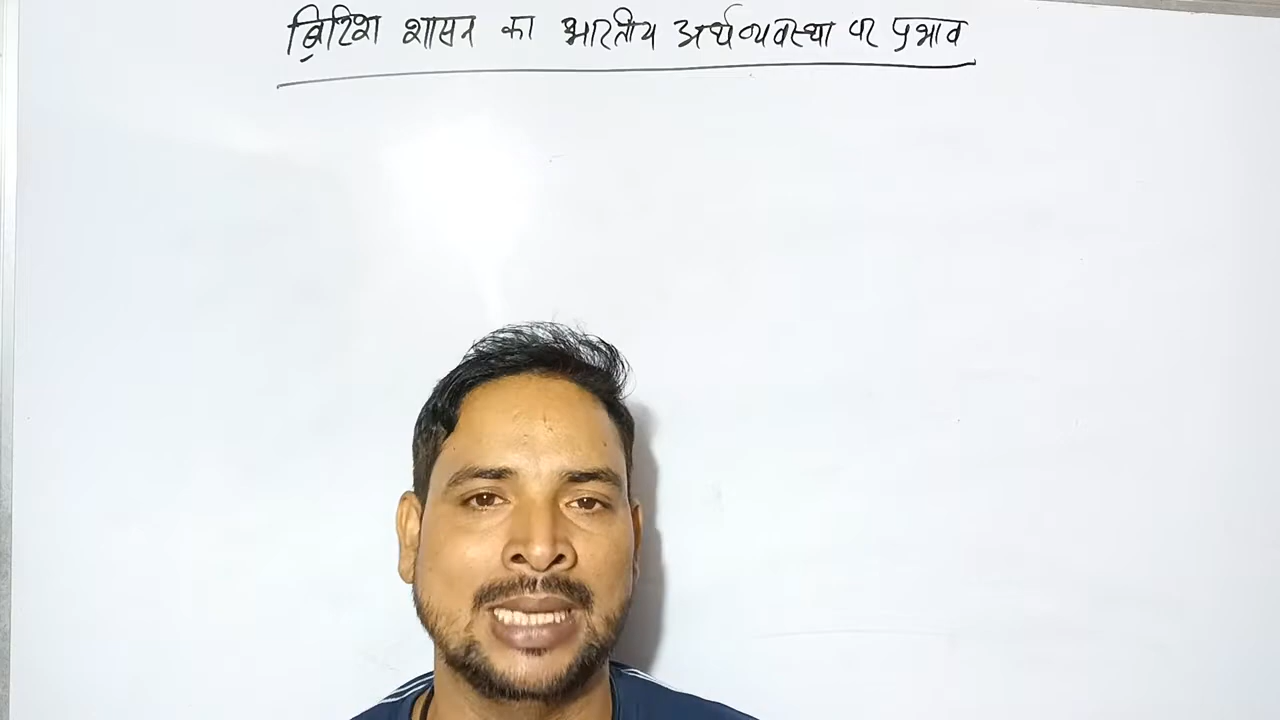 ब्रिटिश शासन का भारतीय अर्थव्यवस्था पर प्रभाव